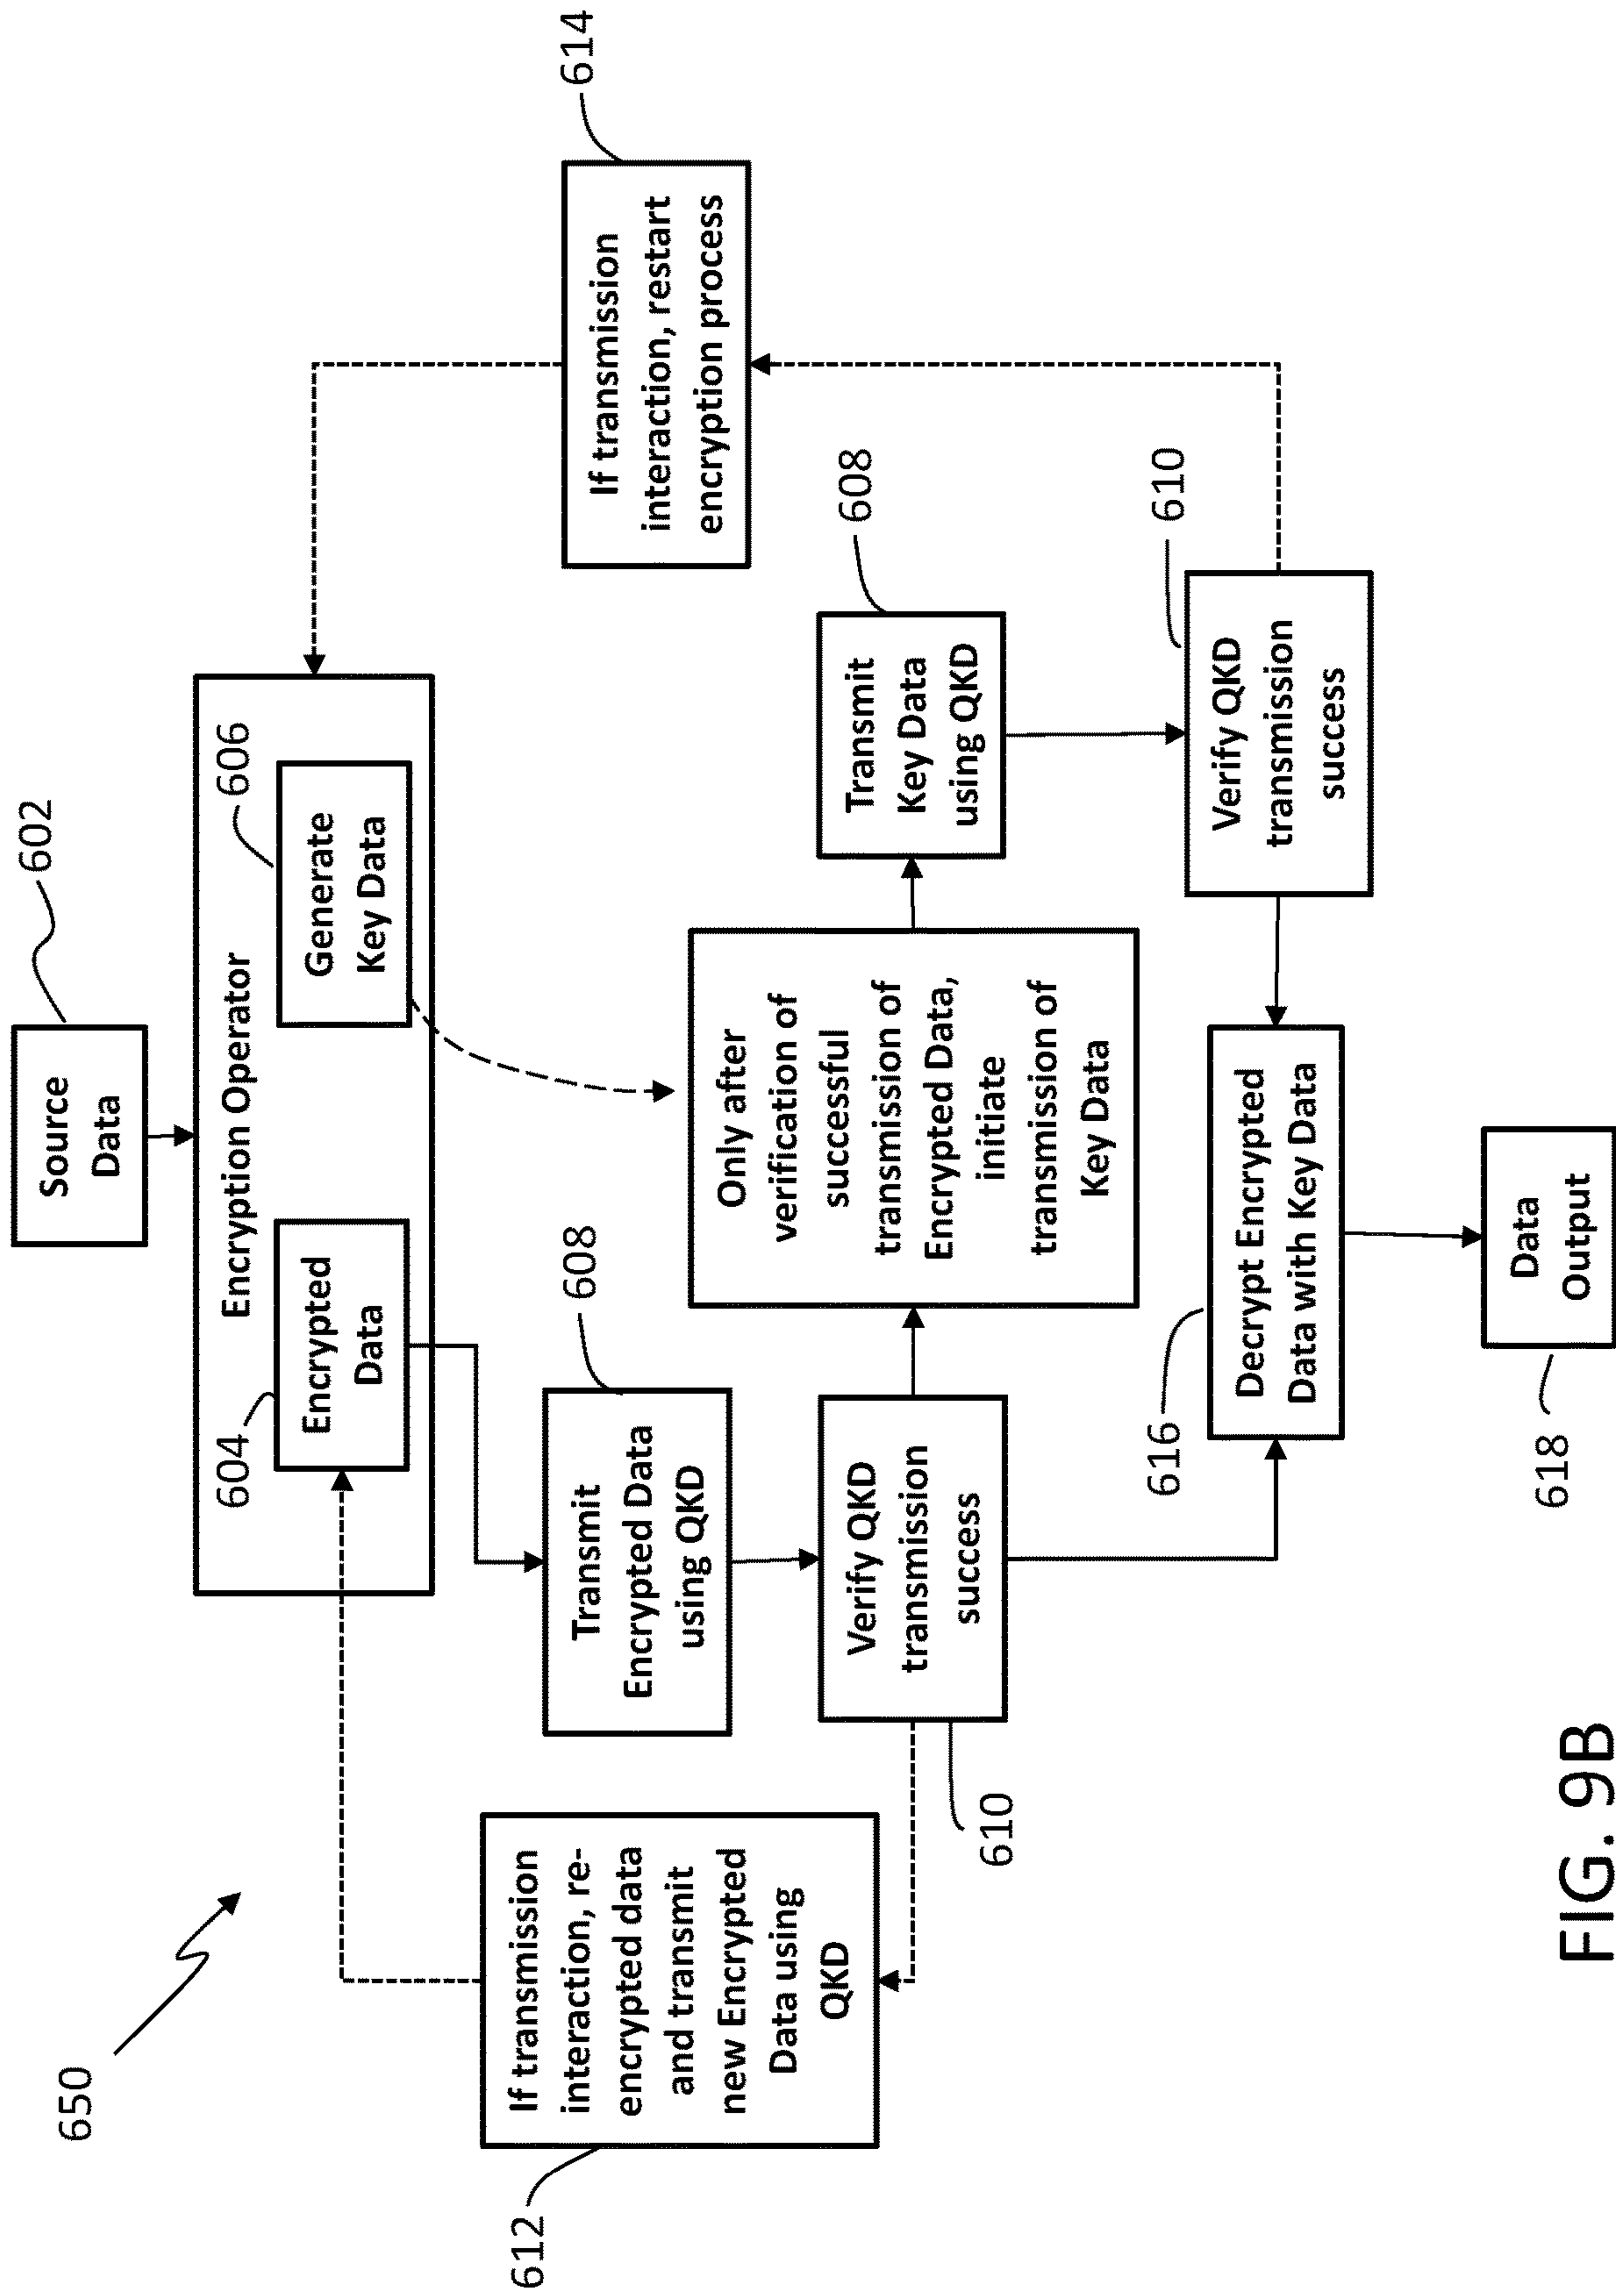 650
602
Source
Data
Encryption Operator
604
Encrypted
Data
606
Generate
Key Data
612
If transmission
interaction, re-
encrypted data
and transmit
new Encrypted
Data using
QKD
608
Transmit
Encrypted Data
using QKD
614
If transmission
interaction, restart
encryption process
610
Verify QKD
transmission
success
Only after
verification of
successful
transmission of
Encrypted Data,
initiate
transmission of
Key Data
608
Transmit
Key Data
using QKD
610
Verify QKD
transmission
success
616
Decrypt Encrypted
Data with Key Data
618
Data
Output
FIG. 9B